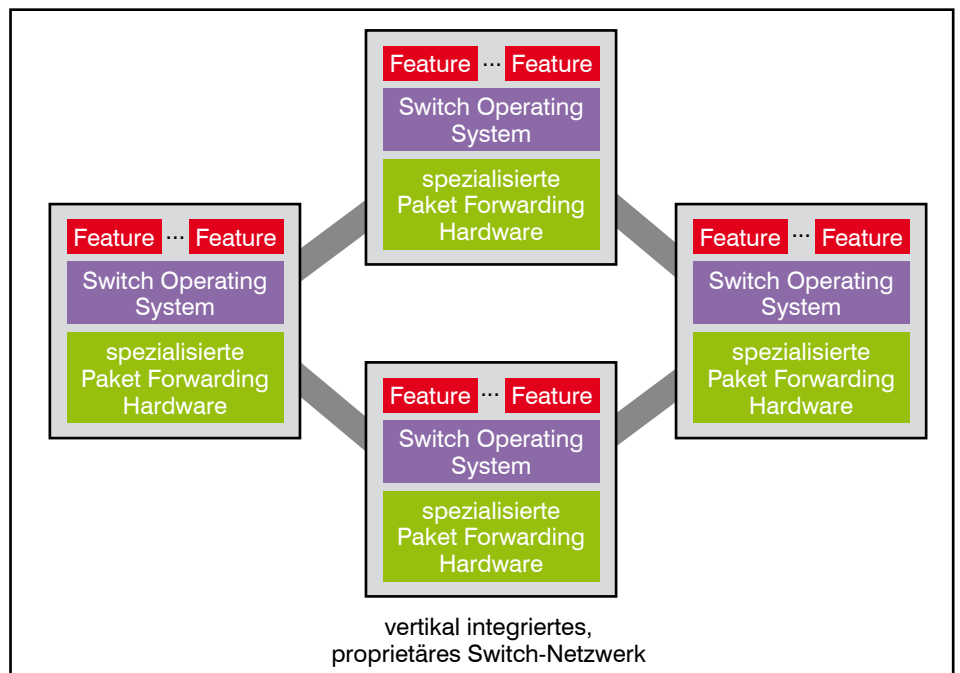 Feature ... Feature
Switch Operating
System
spezialisierte
Paket Forwarding
Hardware
Feature ... Feature
Switch Operating
System
spezialisierte
Paket Forwarding
Hardware
Feature ... Feature
Switch Operating
System
spezialisierte
Paket Forwarding
Hardware
Feature ... Feature
Switch Operating
System
spezialisierte
Paket Forwarding
Hardware
vertikal integriertes,
proprietäres Switch-Netzwerk